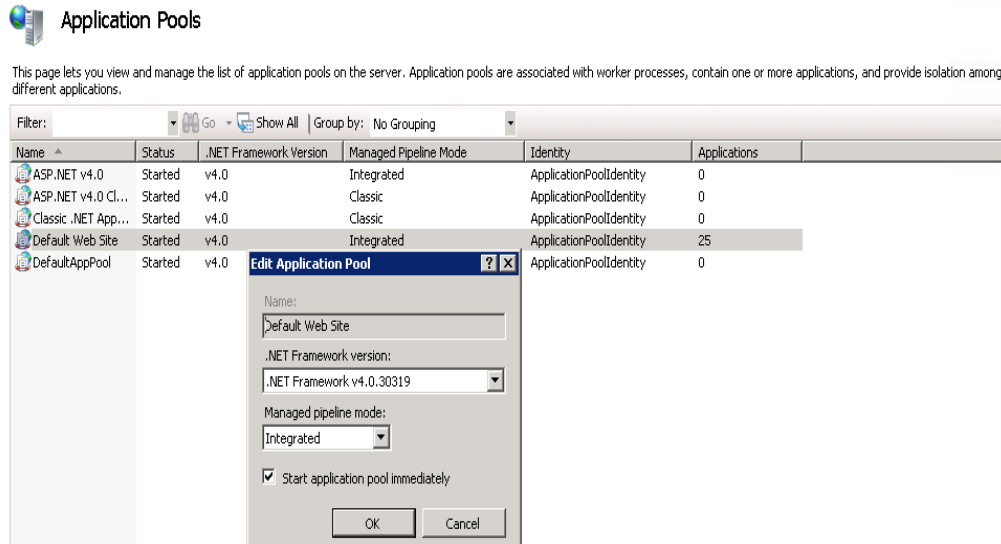 Application Pools
This page lets you view and manage the list of application pools on the server. Application pools are associated with worker processes, contain one or more applications, and provide isolation among
different applications.
Filter: Go Show All Group by: No Grouping
Name Status .NET Framework Version Managed Pipeline Mode Identity Applications
ASP.NET v4.0 Started v4.0 Integrated ApplicationPoolIdentity 0
ASP.NET v4.0 Cl... Started v4.0 Classic ApplicationPoolIdentity 0
Classic .NET App... Started v4.0 Classic ApplicationPoolIdentity 0
Default Web Site Started v4.0 Integrated ApplicationPoolIdentity 25
DefaultAppPool Started v4.0 ApplicationPoolIdentity 0
Edit Application Pool
Name:
Default Web Site
.NET Framework version:
.NET Framework v4.0.30319
Managed pipeline mode:
Integrated
Start application pool immediately
OK Cancel